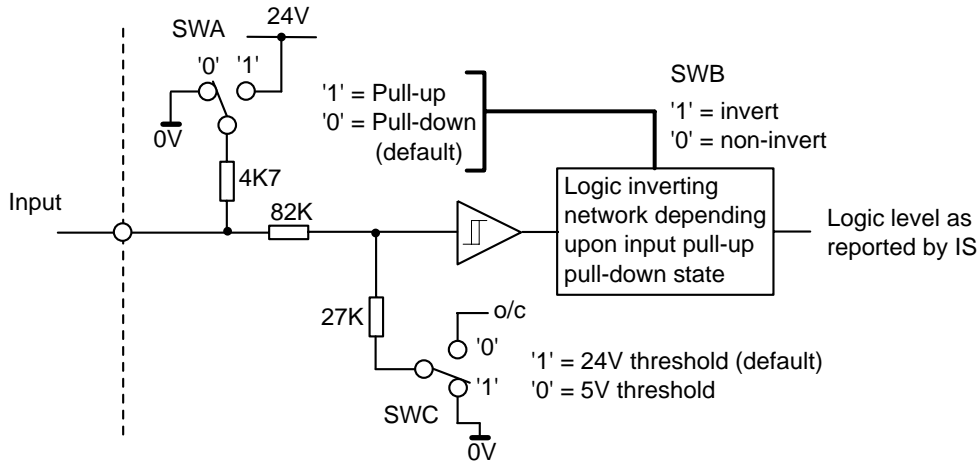 24V
SWA
'0' '1'
0V
4K7
Input
82K
27K
o/c
'0'
'1'
SWC
0V
'1' = Pull-up
'0' = Pull-down
(default)
SWB
'1' = invert
'0' = non-invert
Logic inverting
network depending
upon input pull-up
pull-down state
Logic level as
reported by IS
'1' = 24V threshold (default)
'0' = 5V threshold